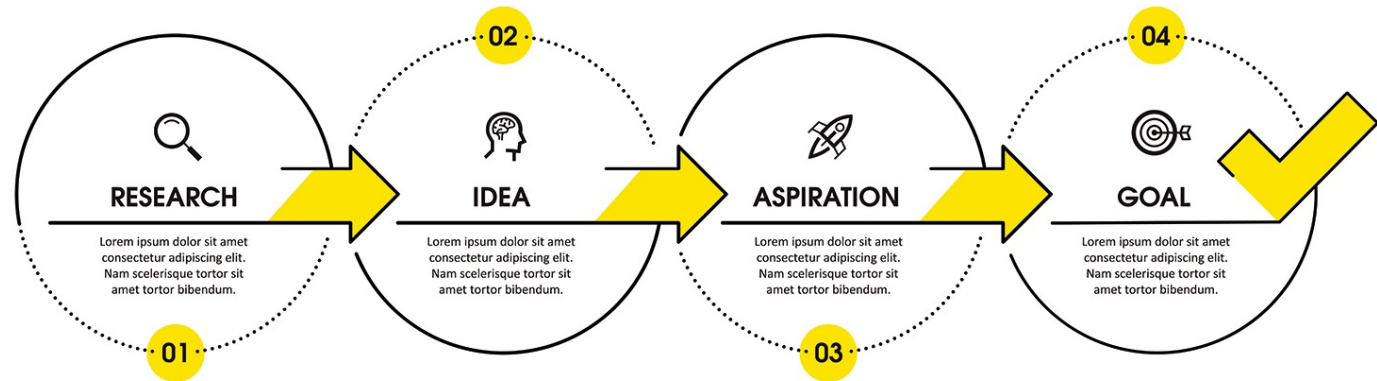 01
RESEARCH
Lorem ipsum dolor sit amet
consectetur adipiscing elit.
Nam scelerisque tortor sit
amet tortor bibendum.
02
IDEA
Lorem ipsum dolor sit amet
consectetur adipiscing elit.
Nam scelerisque tortor sit
amet tortor bibendum.
03
ASPIRATION
Lorem ipsum dolor sit amet
consectetur adipiscing elit.
Nam scelerisque tortor sit
amet tortor bibendum.
04
GOAL
Lorem ipsum dolor sit amet
consectetur adipiscing elit.
Nam scelerisque tortor sit
amet tortor bibendum.